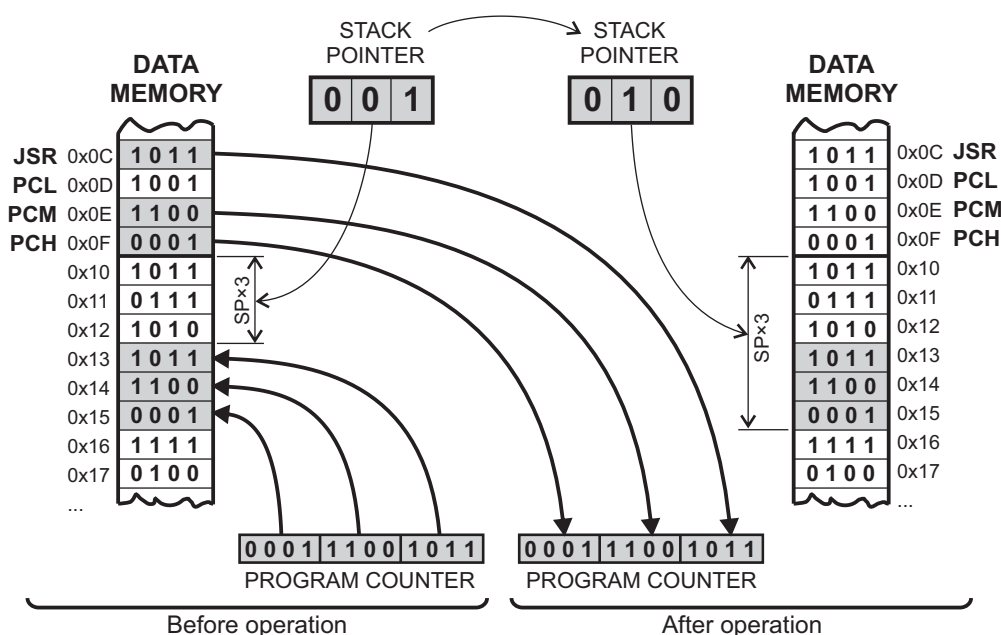 STACK
POINTER
0 0 1
STACK
POINTER
0 1 0
DATA
MEMORY
JSR 0x0C 1 0 1 1
PCL 0x0D 1 0 0 1
PCM 0x0E 1 1 0 0
PCH 0x0F 0 0 0 1
0x10 1 0 1 1
0x11 0 1 1 1
0x12 1 0 1 0
0x13 1 0 1 1
0x14 1 1 0 0
0x15 0 0 0 1
0x16 1 1 1 1
0x17 0 1 0 0
...
SP×3
DATA
MEMORY
1 0 1 1 0x0C JSR
1 0 0 1 0x0D PCL
1 1 0 0 0x0E PCM
0 0 0 1 0x0F PCH
1 0 1 1 0x10
0 1 1 1 0x11
1 0 1 0 0x12
1 0 1 1 0x13
1 1 0 0 0x14
0 0 0 1 0x15
1 1 1 1 0x16
0 1 0 0 0x17
...
SP×3
0 0 0 1 1 1 0 0 1 0 1 1
PROGRAM COUNTER
0 0 0 1 1 1 0 0 1 0 1 1
PROGRAM COUNTER
Before operation
After operation